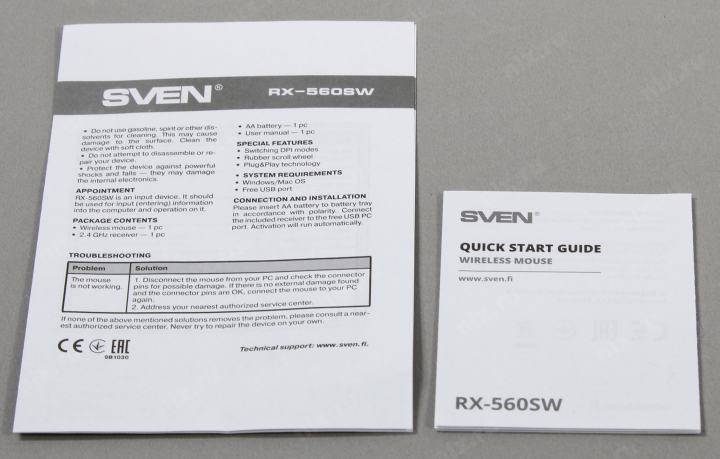 SVEN®
RX-560SW
• Do not use gasoline, spirit or other dis-
solvents for cleaning. This may cause
damage to the surface. Clean the
device with soft cloth.
• Do not attempt to disassemble or re-
pair your device.
• Protect the device against powerful
shocks and falls — they may damage
the internal electronics.
APPOINTMENT
RX-560SW is an input device. It should
be used for input (entering) information
into the computer and operation on it.
PACKAGE CONTENTS
• Wireless mouse — 1 pc
• 2.4 GHz receiver — 1 pc
• AA battery — 1 pc
• User manual — 1 pc
SPECIAL FEATURES
• Switching DPI modes
• Rubber scroll wheel
• Plug&Play technology
• SYSTEM REQUIREMENTS
• Windows/Mac OS
• Free USB port
CONNECTION AND INSTALLATION
Please insert AA battery to battery tray
in accordance with polarity. Connect
the included receiver to the free USB PC
port. Activation will run automatically.
TROUBLESHOOTING
Problem
Solution
The mouse
is not working.
1. Disconnect the mouse from your PC and check the connector
pins for possible damage. If there is no external damage found
and the connector pins are OK, connect the mouse to your PC
again.
2. Address your nearest authorized service center.
If none of the above mentioned solutions removes the problem, please consult a near-
est authorized service center. Never try to repair the device on your own.
CE EAC
Technical support: www.sven.fi.
SVEN®
QUICK START GUIDE
WIRELESS MOUSE
www.sven.fi
RX-560SW